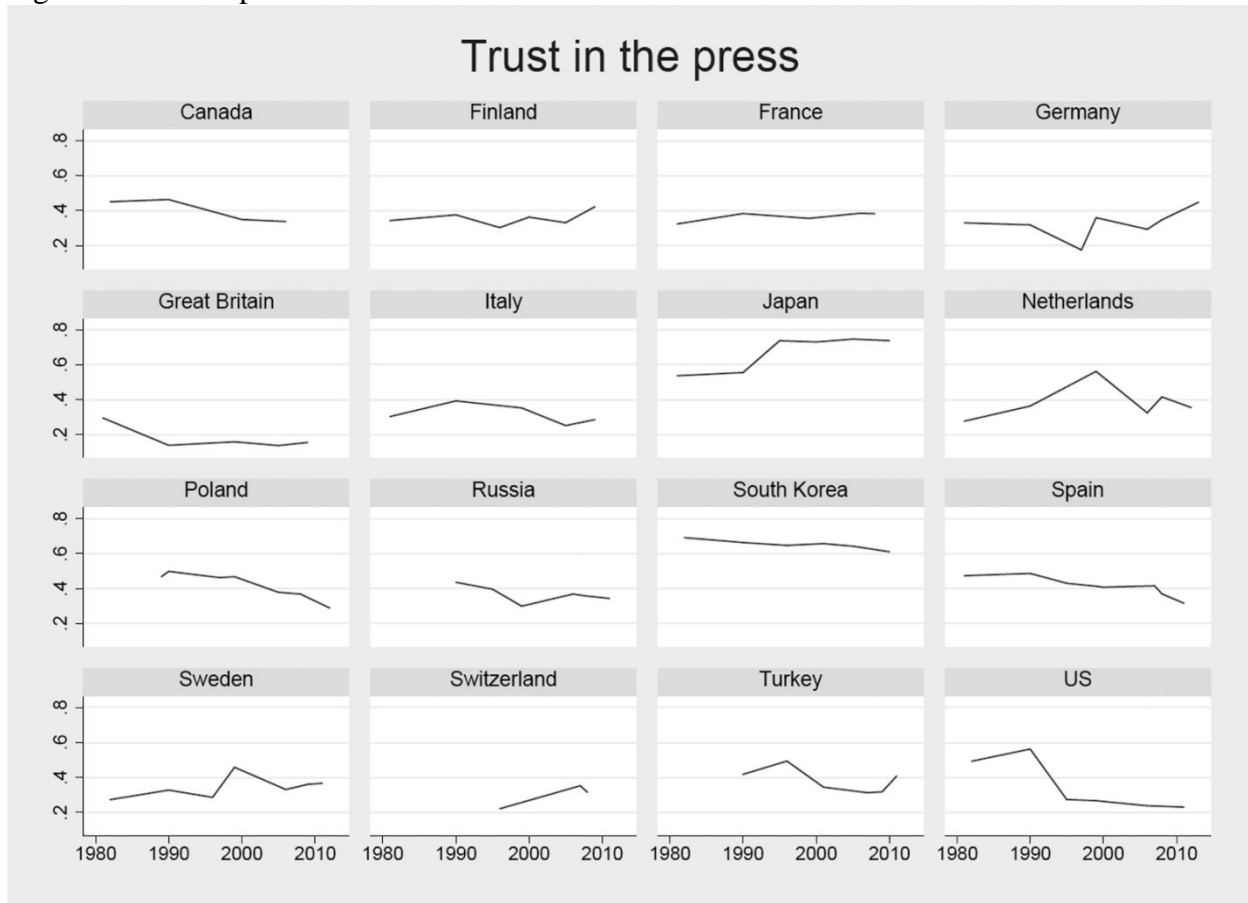 Trust in the press
Canada Finland France Germany
.8
.6
.4
.2
Great Britain Italy Japan Netherlands
.8
.6
.4
.2
Poland Russia South Korea Spain
.8
.6
.4
.2
Sweden Switzerland Turkey US
.8
.6
.4
.2
1980 1990 2000 2010 1980 1990 2000 2010 1980 1990 2000 2010 1980 1990 2000 2010